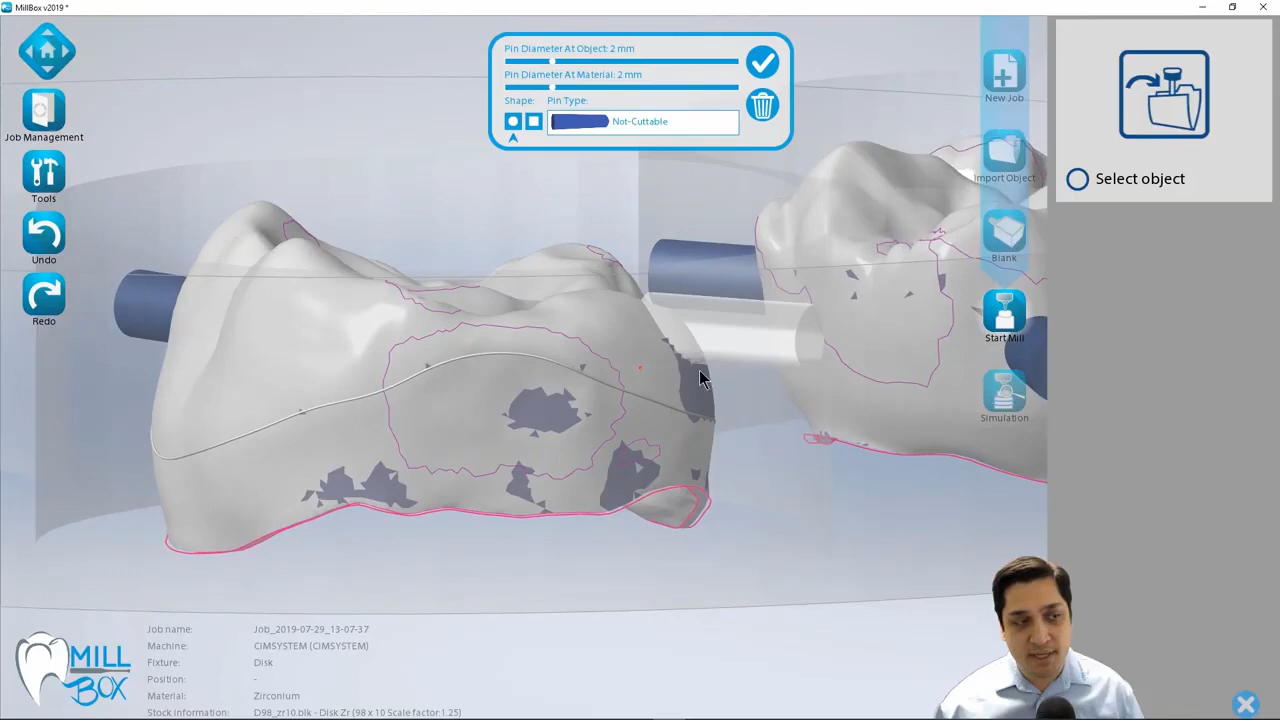 MillBox v2019 *
Job Management
Tools
Undo
Redo
Pin Diameter At Object: 2 mm
Pin Diameter At Material: 2 mm
Shape: Pin Type:
Not-Cuttable
New Job
Import Object
Blank
Start Mill
Simulation
Select object
MILL
BOX
Job name: Job_2019-07-29_13-07-37
Machine: CIMSYSTEM (CIMSYSTEM)
Fixture: Disk
Position: -
Material: Zirconium
Stock information: D98_zr10.blk - Disk Zr (98 x 10 Scale factor:1.25)